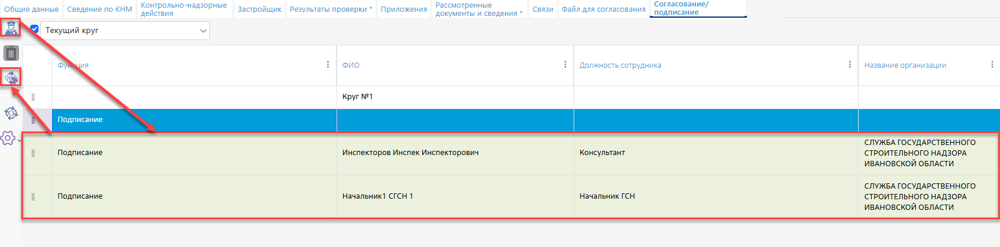 Общие данные
Сведение по КНМ
Контрольно-надзорные
действия
Застройщик
Результаты проверки *
Приложения
Рассмотренные
документы и сведения *
Связи
Файл для согласования
Согласование/
подписание
Текущий круг
Функция
ФИО
Должность сотрудника
Название организации
Круг №1
Подписание
Подписание
Инспекторов Инспек Инспекторович
Консультант
СЛУЖБА ГОСУДАРСТВЕННОГО
СТРОИТЕЛЬНОГО НАДЗОРА
ИВАНОВСКОЙ ОБЛАСТИ
Подписание
Начальник1 СГСН 1
Начальник ГСН
СЛУЖБА ГОСУДАРСТВЕННОГО
СТРОИТЕЛЬНОГО НАДЗОРА
ИВАНОВСКОЙ ОБЛАСТИ